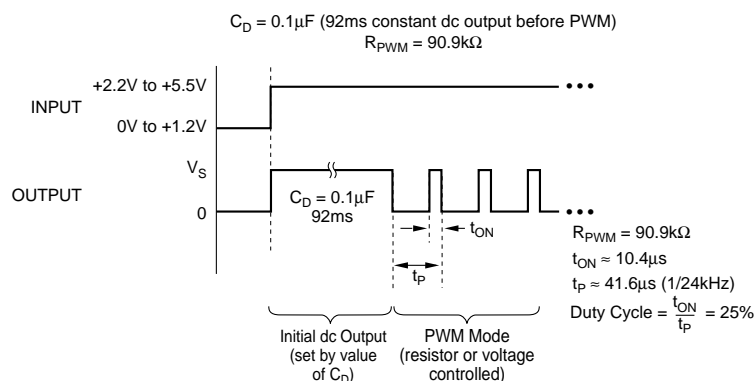 C_D = 0.1μF (92ms constant dc output before PWM)
R_PWM = 90.9kΩ
+2.2V to +5.5V
INPUT
0V to +1.2V
V_S
OUTPUT
0
C_D = 0.1μF
92ms
t_ON
t_P
R_PWM = 90.9kΩ
t_ON ≈ 10.4μs
t_P ≈ 41.6μs (1/24kHz)
Duty Cycle = t_ON/t_P = 25%
Initial dc Output
(set by value
of C_D)
PWM Mode
(resistor or voltage
controlled)